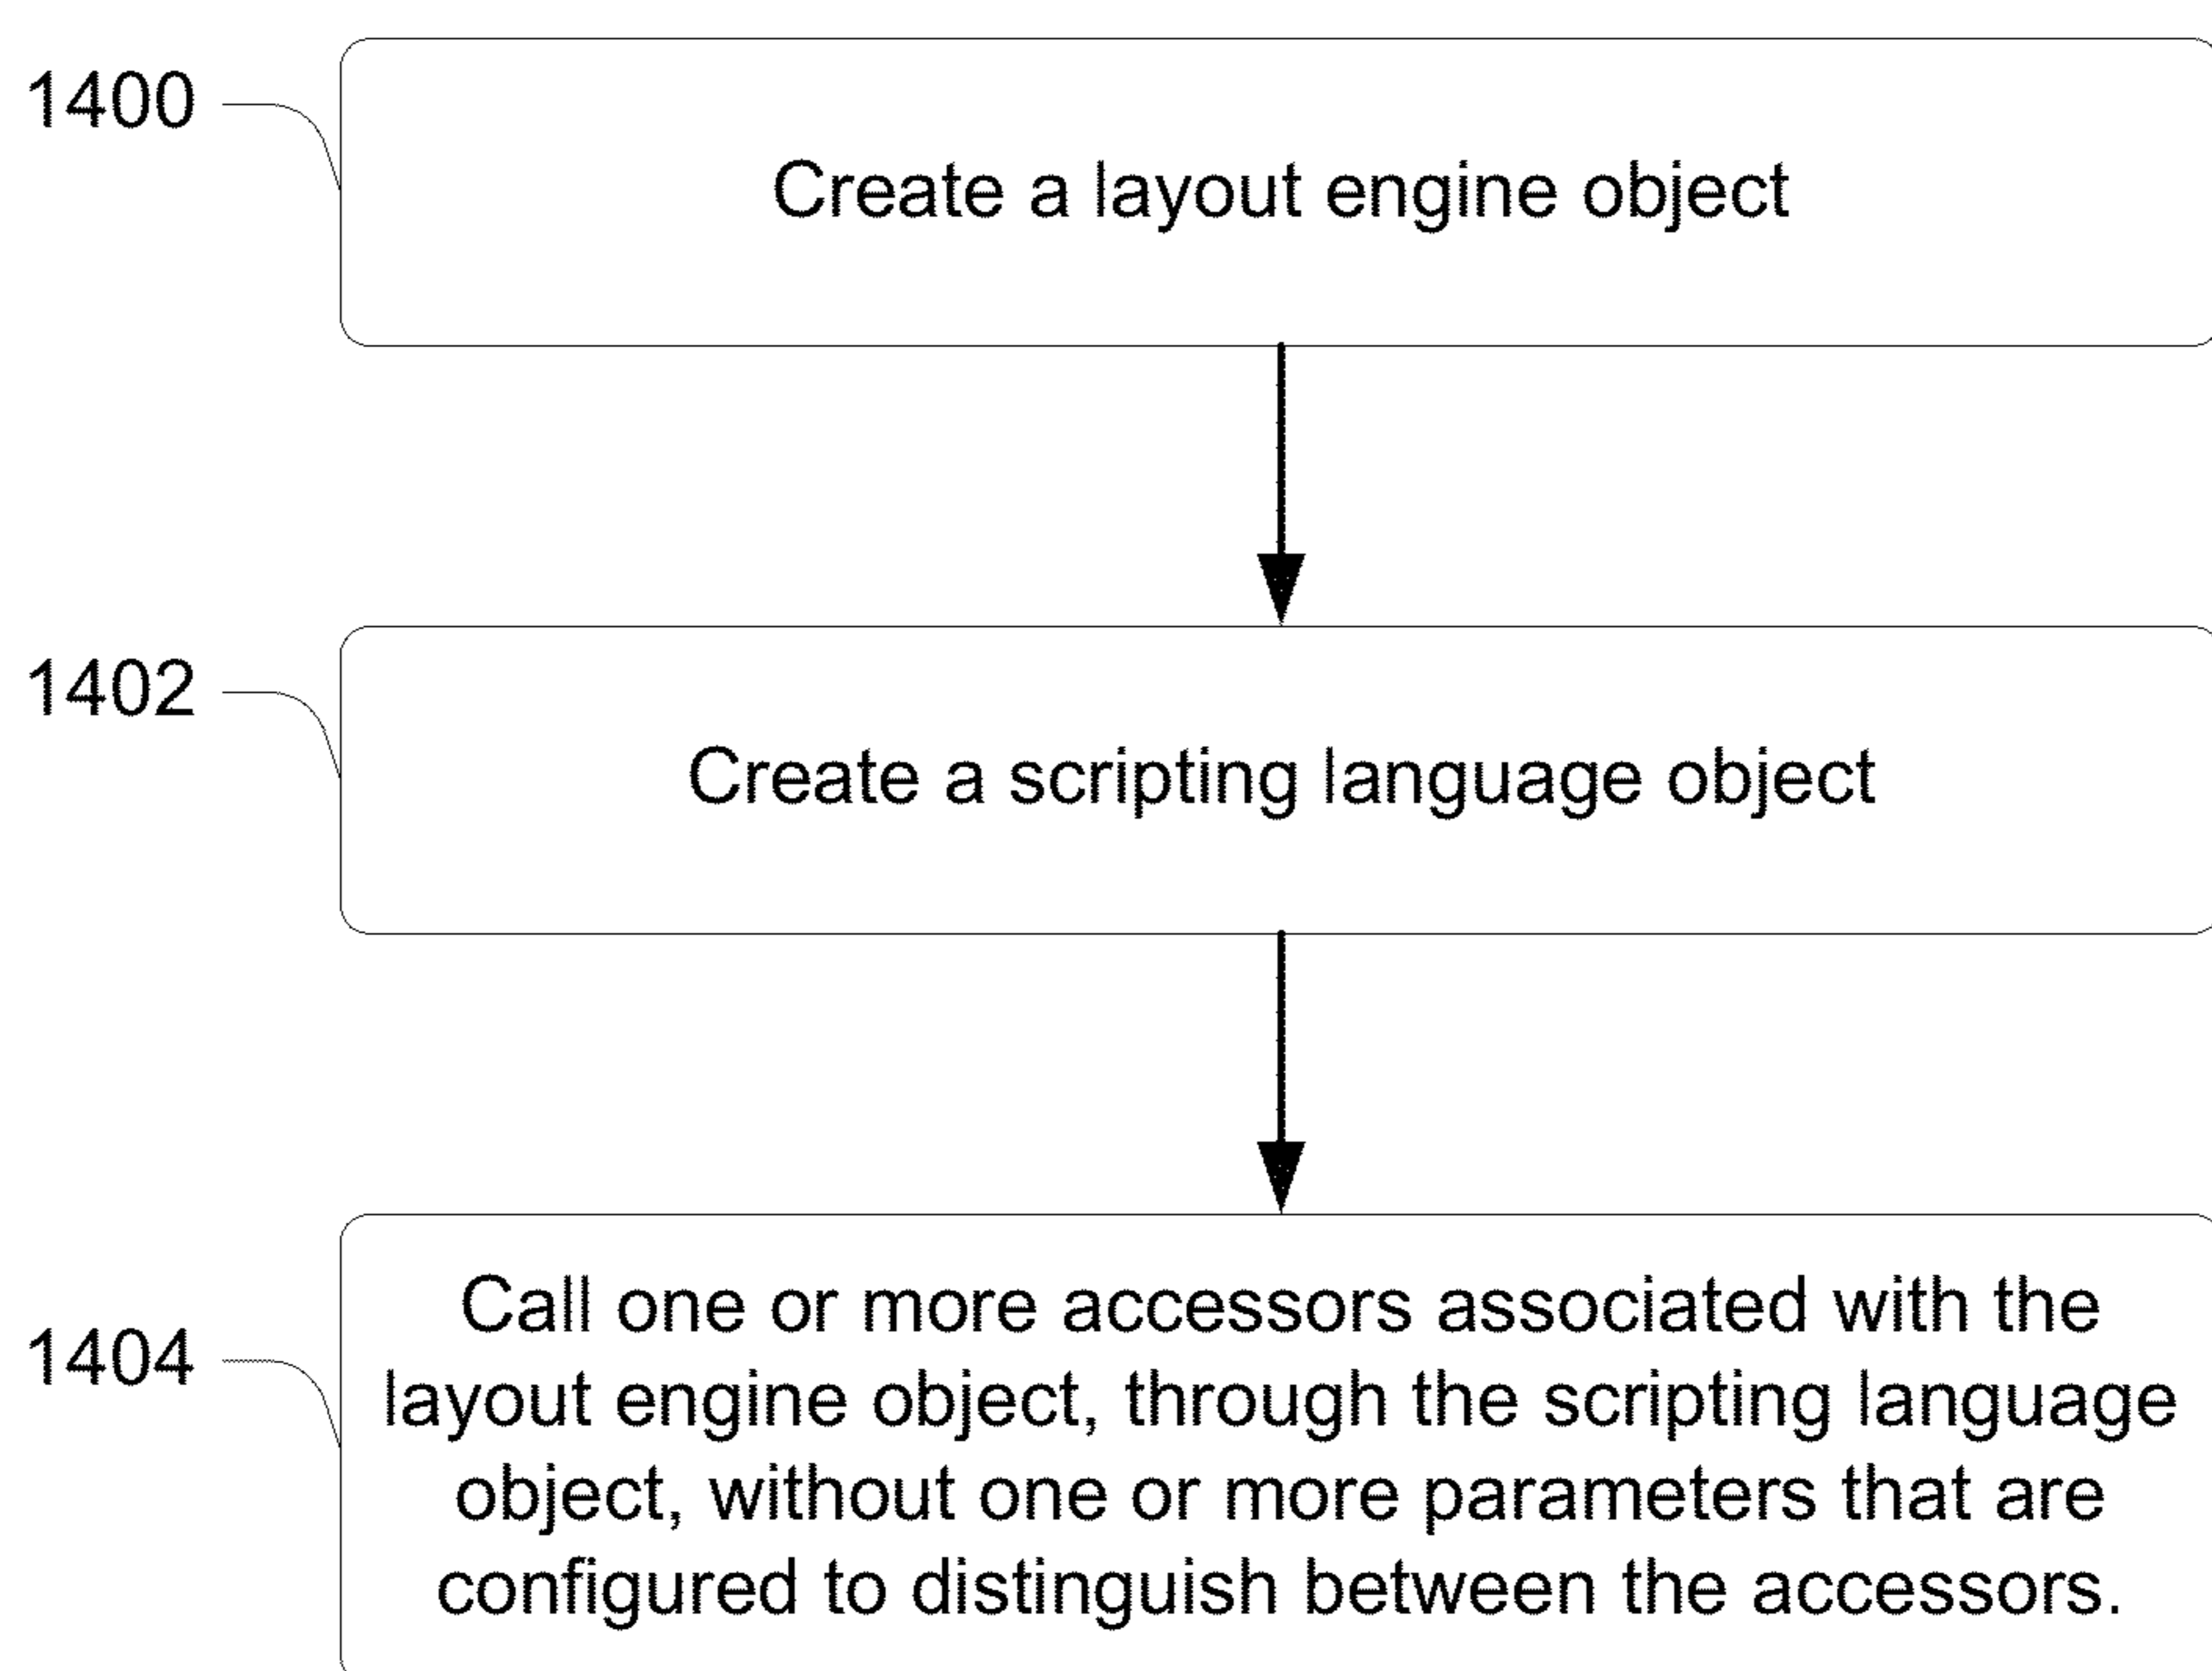 1400
Create a layout engine object
1402
Create a scripting language object
1404
Call one or more accessors associated with the
layout engine object, through the scripting language
object, without one or more parameters that are
configured to distinguish between the accessors.